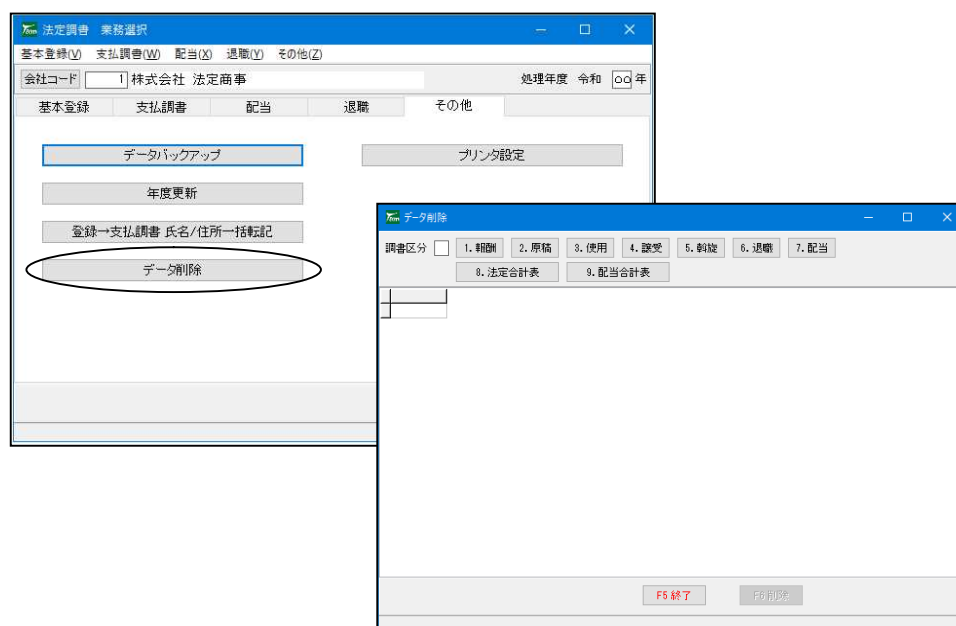 法定調書 業務選択
基本登録(V) 支払調書(W) 配当(X) 退職(Y) その他(Z)
会社コード 1 株式会社 法定商事 処理年度 令和 ○○ 年
基本登録 支払調書 配当 退職 その他
データバックアップ プリンタ設定
年度更新
登録→支払調書 氏名/住所一括転記
データ削除
データ削除
調書区分 1.報酬 2.原稿 3.使用 4.譲受 5.斡旋 6.退職 7.配当
8.法定合計表 9.配当合計表
F5 終了 F6 削除